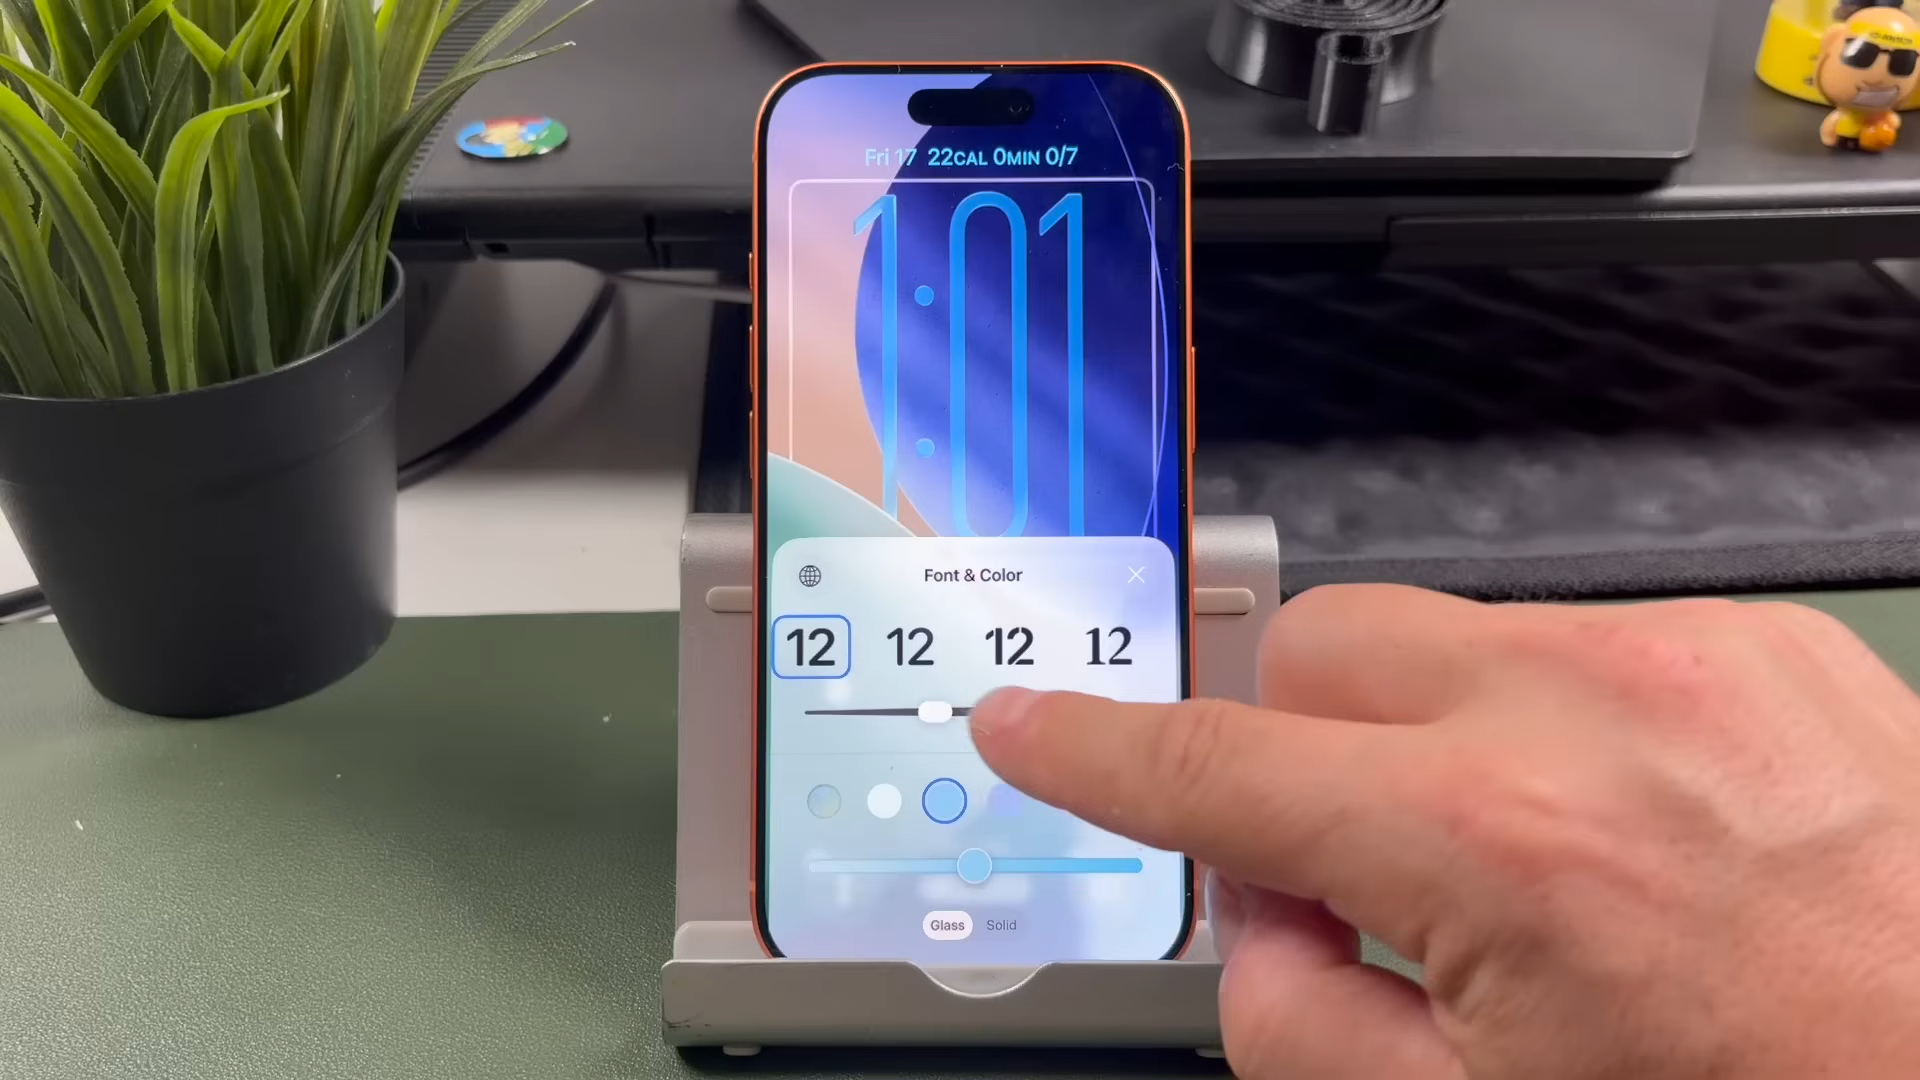 Fri 17 22CAL 0MIN 0/7
1:01
Font & Color
12 12 12 12
Glass Solid